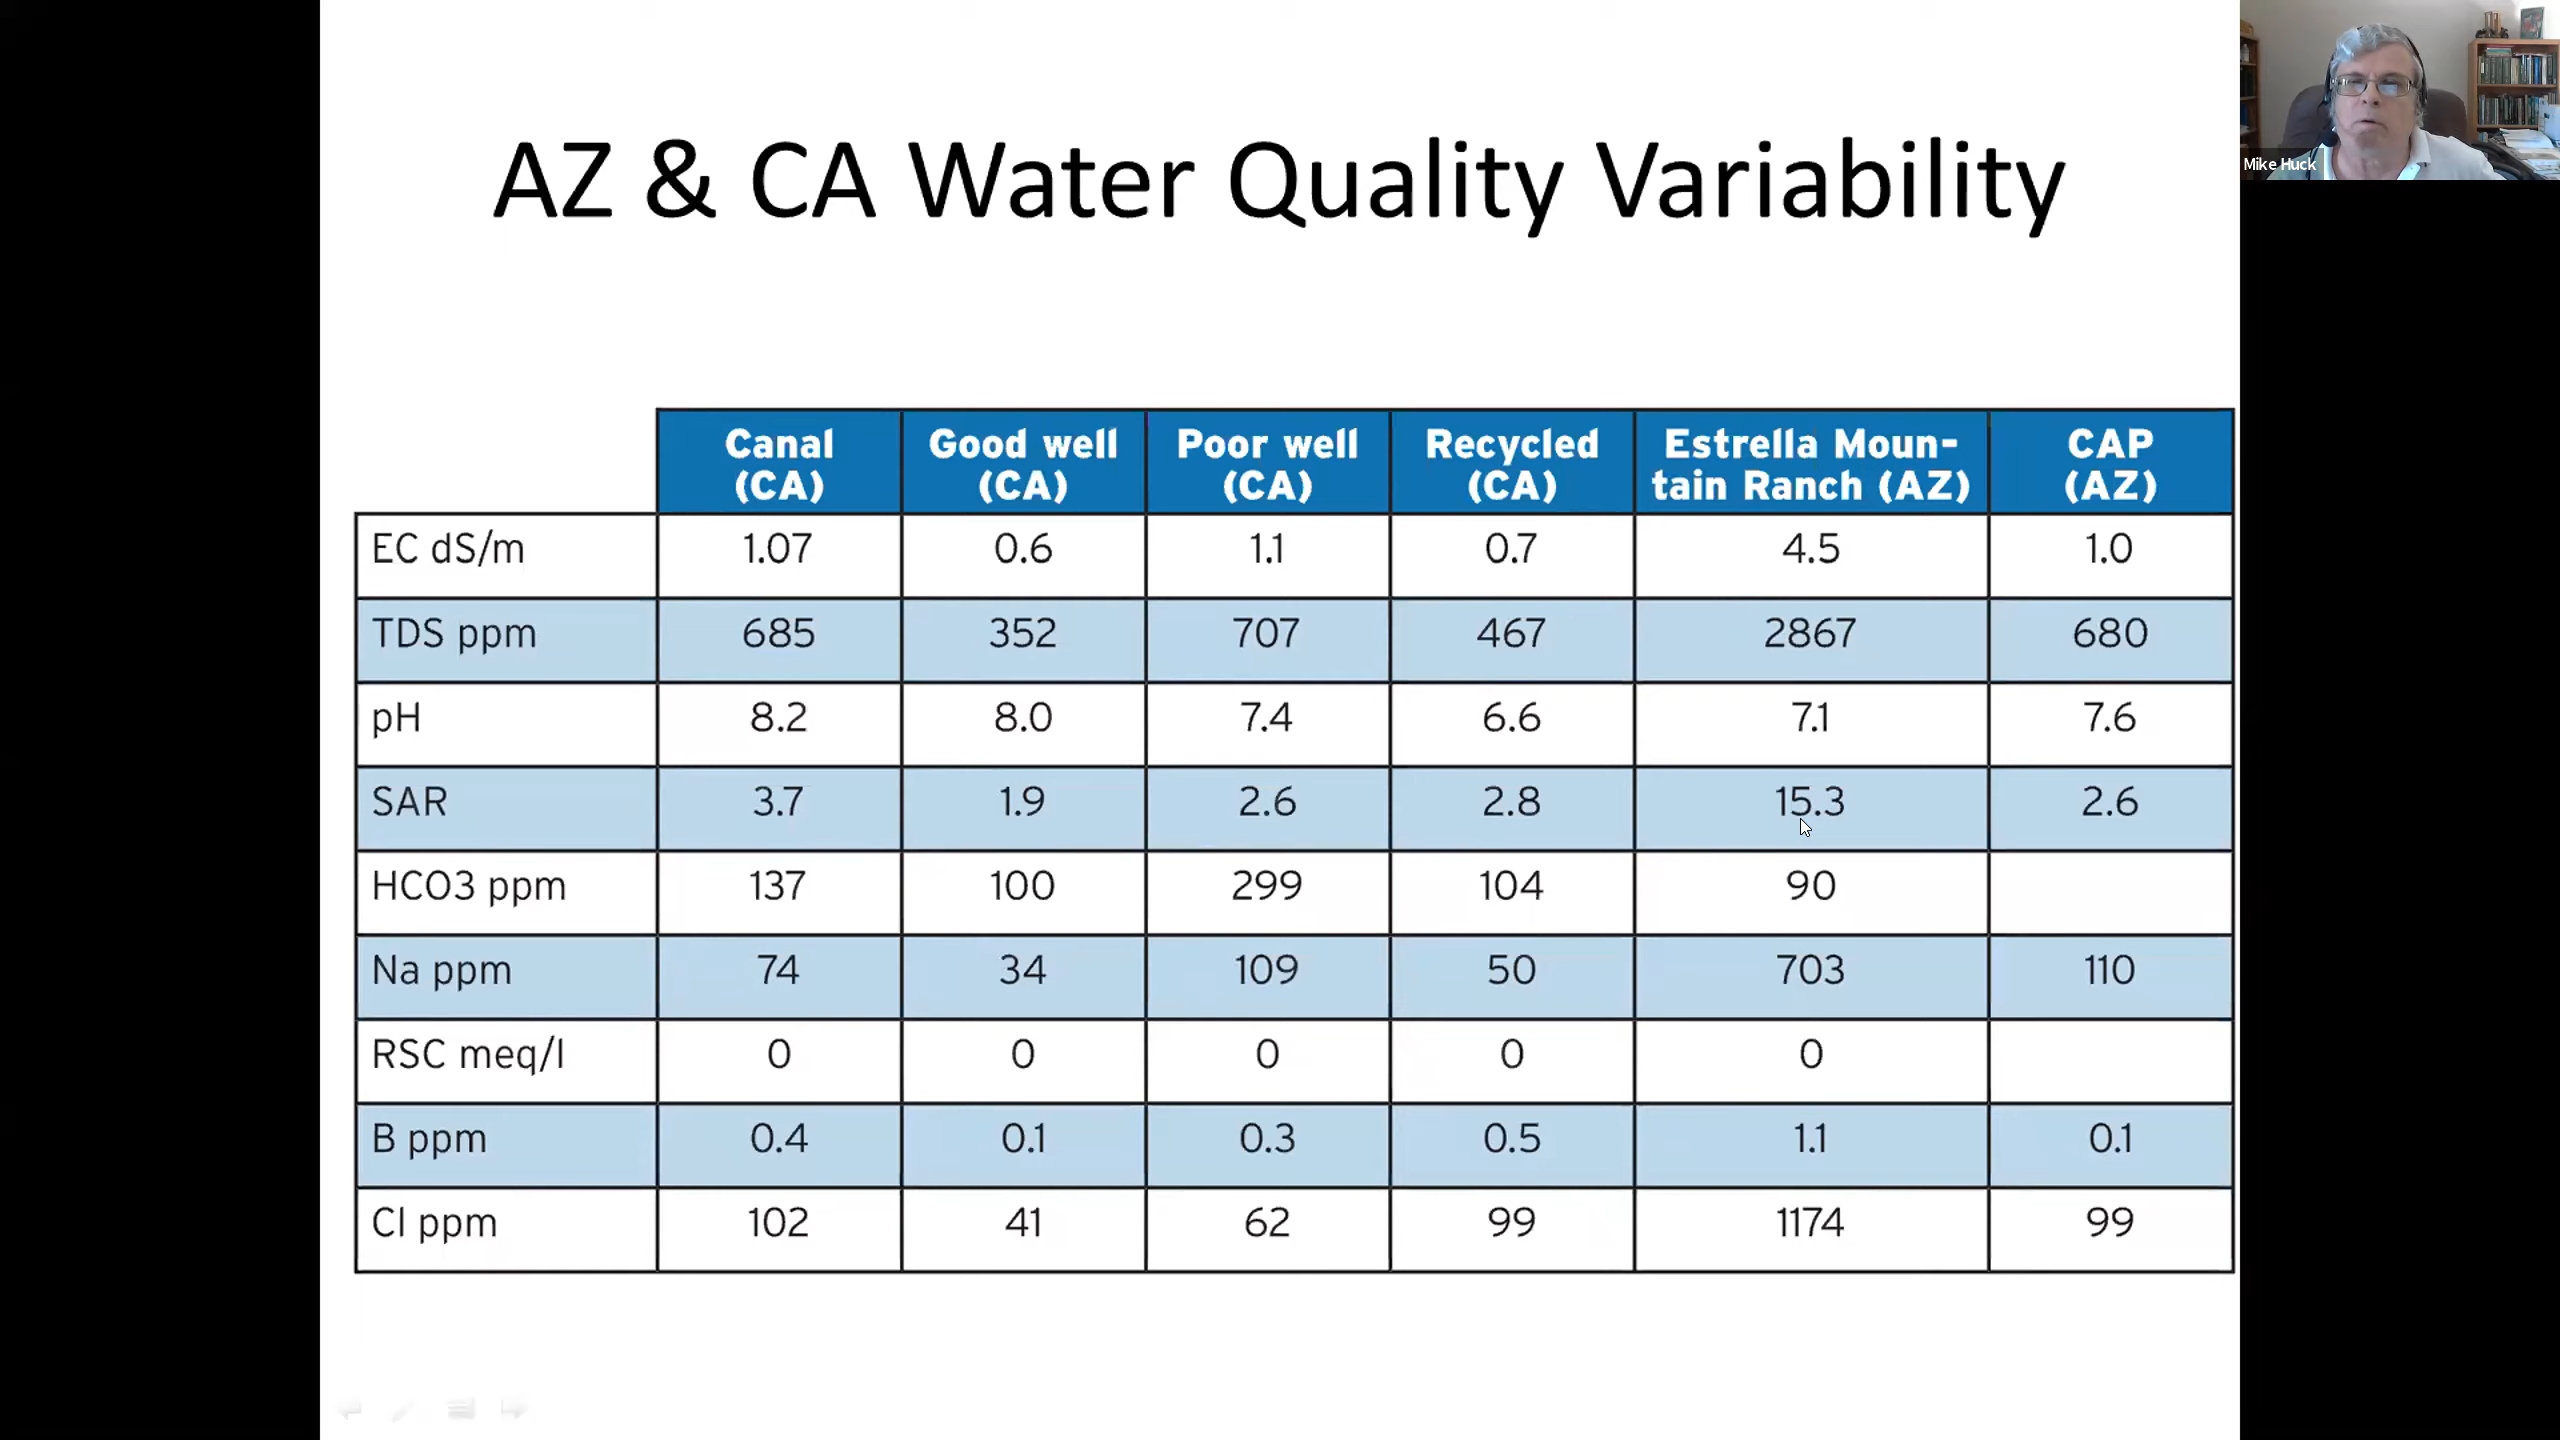 Mike Huck
AZ & CA Water Quality Variability
Canal (CA) Good well (CA) Poor well (CA) Recycled (CA) Estrella Moun-tain Ranch (AZ) CAP (AZ)
EC dS/m 1.07 0.6 1.1 0.7 4.5 1.0
TDS ppm 685 352 707 467 2867 680
pH 8.2 8.0 7.4 6.6 7.1 7.6
SAR 3.7 1.9 2.6 2.8 15.3 2.6
HCO3 ppm 137 100 299 104 90
Na ppm 74 34 109 50 703 110
RSC meq/l 0 0 0 0 0
B ppm 0.4 0.1 0.3 0.5 1.1 0.1
Cl ppm 102 41 62 99 1174 99